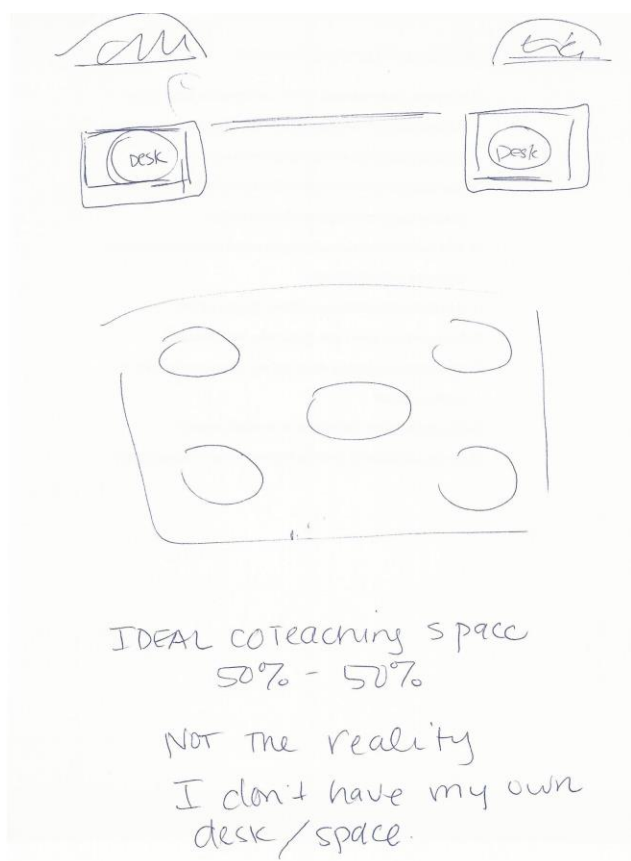 Desk
Desk
IDEAL COTeaching space
50% - 50%
NOT The reality
I don't have my own
desk/space.